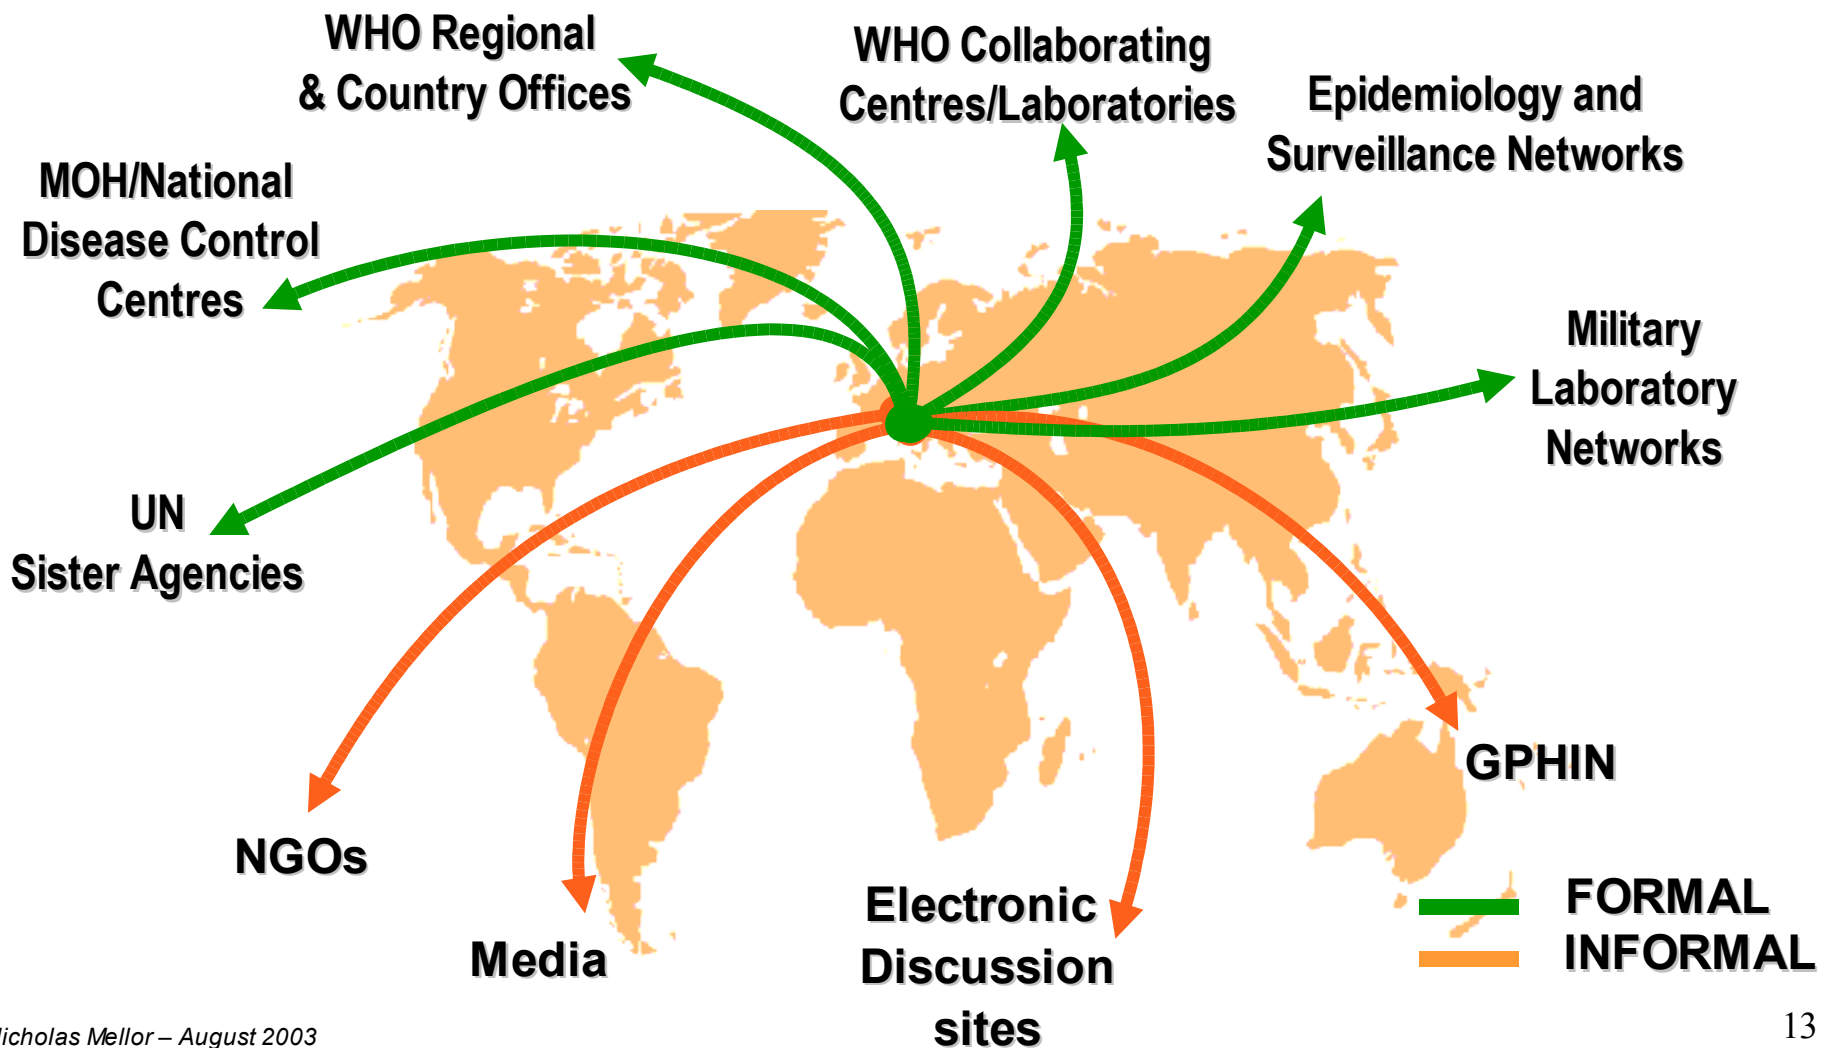 WHO Regional
& Country Offices
WHO Collaborating
Centres/Laboratories
Epidemiology and
Surveillance Networks
MOH/National
Disease Control
Centres
Military
Laboratory
Networks
UN
Sister Agencies
GPHIN
NGOs
Media
Electronic
Discussion
sites
FORMAL
INFORMAL
icholas Mellor – August 2003
13